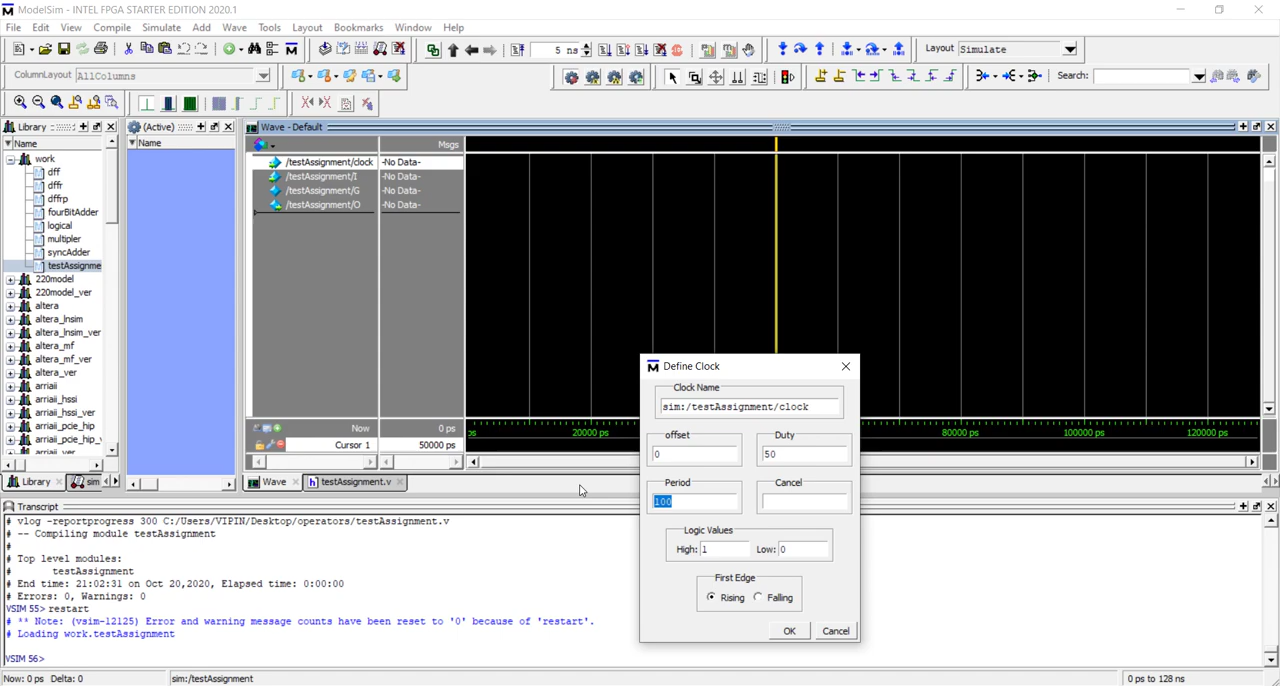 ModelSim - INTEL FPGA STARTER EDITION 2020.1
File Edit View Compile Simulate Add Wave Tools Layout Bookmarks Window Help
5 ns
Layout Simulate
ColumnLayout AllColumns
Search:
Library
(Active)
Wave - Default
Name
Name
Msgs
work
dff
dffr
dffrp
fourBitAdder
logical
multipler
syncAdder
testAssignme
220model
220model_ver
altera
altera_lnsim
altera_lnsim_ver
altera_mf
altera_mf_ver
altera_ver
arriaii
arriaii_hssi
arriaii_hssi_ver
arriaii_pcie_hip
arriaii_pcie_hip_
arriaii_ver
/testAssignment/clock -No Data-
/testAssignment/I -No Data-
/testAssignment/G -No Data-
/testAssignment/O -No Data-
Now 0 ps
Cursor 1 50000 ps
ps 20000 ps 80000 ps 100000 ps 120000 ps
Library sim
Wave testAssignment.v
Define Clock
Clock Name
sim:/testAssignment/clock
offset Duty
0 50
Period Cancel
100
Logic Values
High: 1 Low: 0
First Edge
Rising Falling
OK Cancel
Transcript
# vlog -reportprogress 300 C:/Users/VIPIN/Desktop/operators/testAssignment.v
# -- Compiling module testAssignment
#
# Top level modules:
# testAssignment
# End time: 21:02:31 on Oct 20,2020, Elapsed time: 0:00:00
# Errors: 0, Warnings: 0
VSIM 55> restart
# ** Note: (vsim-12125) Error and warning message counts have been reset to '0' because of 'restart'.
# Loading work.testAssignment
VSIM 56>
Now: 0 ps Delta: 0
sim:/testAssignment
0 ps to 128 ns